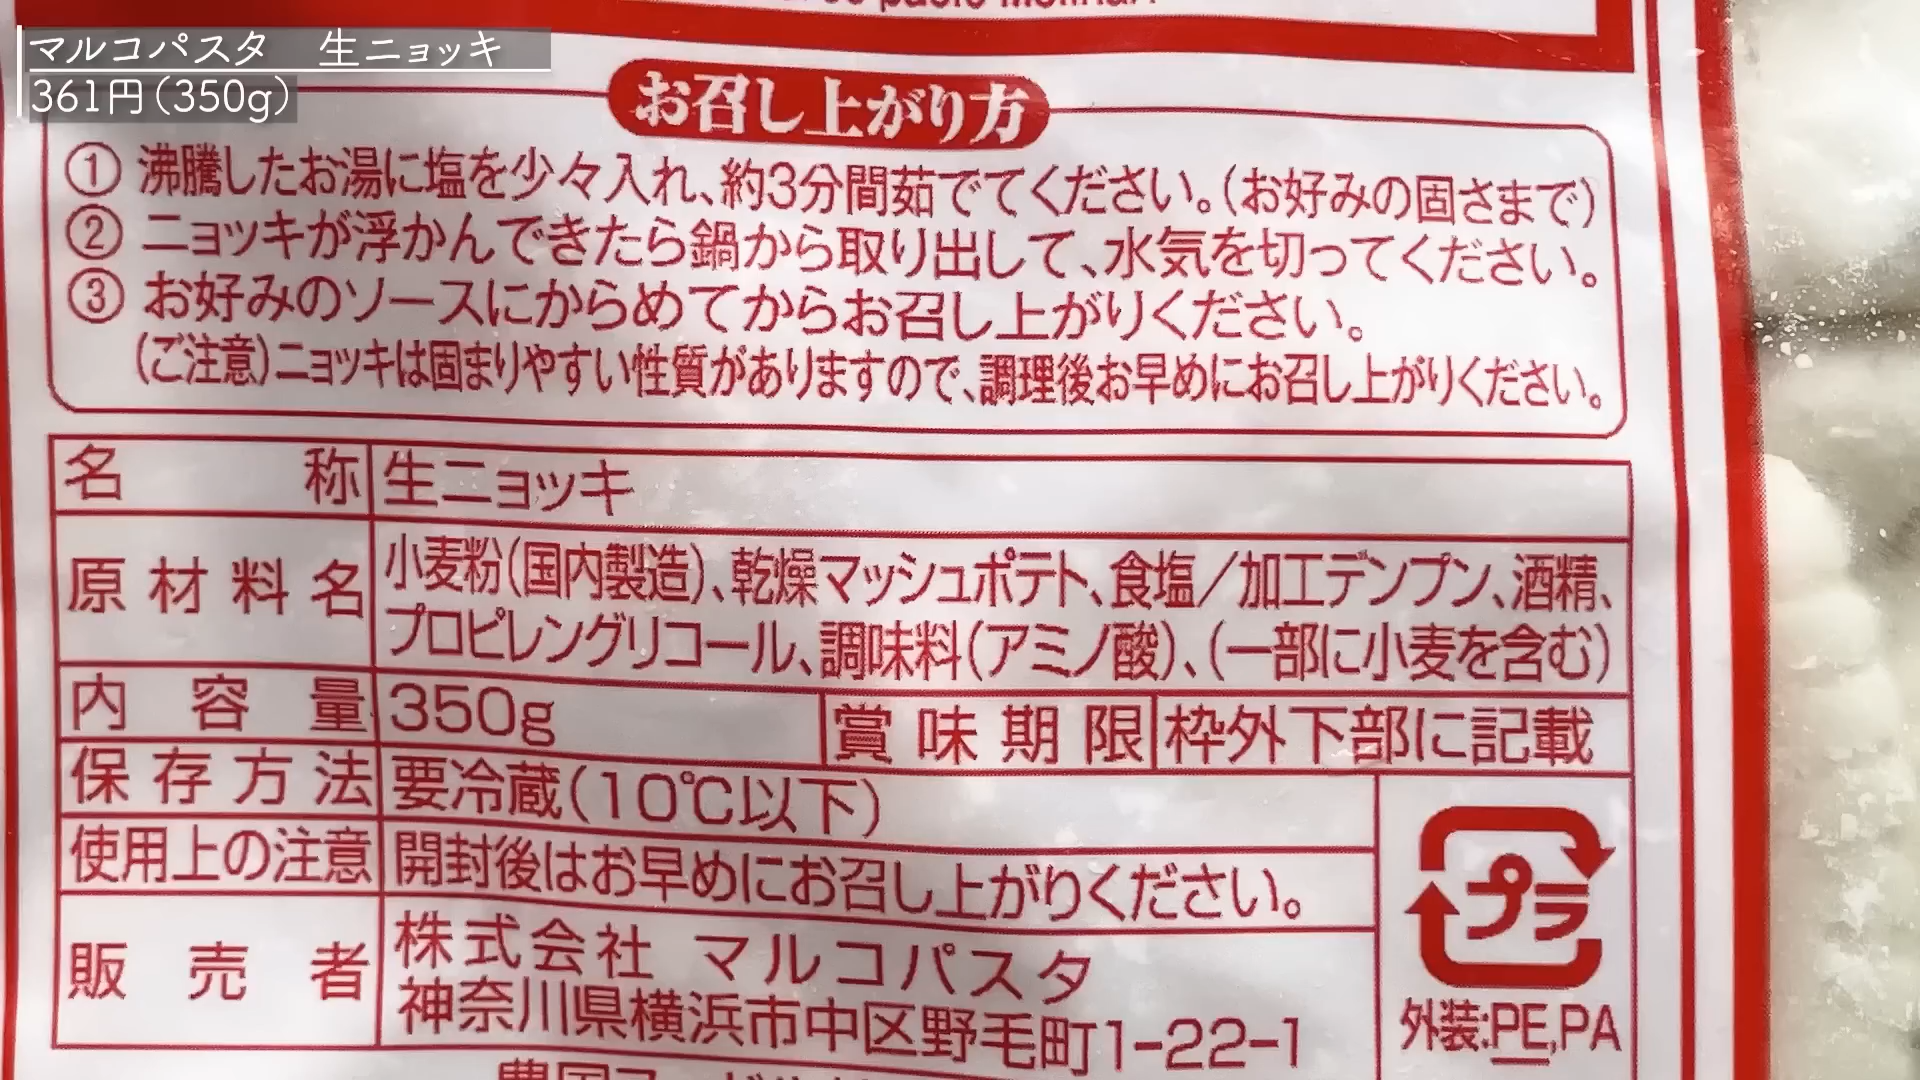 マルコパスタ 生ニョッキ
361円(350g)
お召し上がり方
① 沸騰したお湯に塩を少々入れ、約3分間茹でてください。(お好みの固さまで)
② ニョッキが浮かんできたら鍋から取り出して、水気を切ってください。
③ お好みのソースにからめてからお召し上がりください。
(ご注意)ニョッキは固まりやすい性質がありますので、調理後お早めにお召し上がりください。
名称 生ニョッキ
原材料名 小麦粉(国内製造)、乾燥マッシュポテト、食塩/加工デンプン、酒精、
プロピレングリコール、調味料(アミノ酸)、(一部に小麦を含む)
内容量 350g 賞味期限 枠外下部に記載
保存方法 要冷蔵(10℃以下)
使用上の注意 開封後はお早めにお召し上がりください。
販売者 株式会社 マルコパスタ
神奈川県横浜市中区野毛町1-22-1
プラ
外装:PE,PA